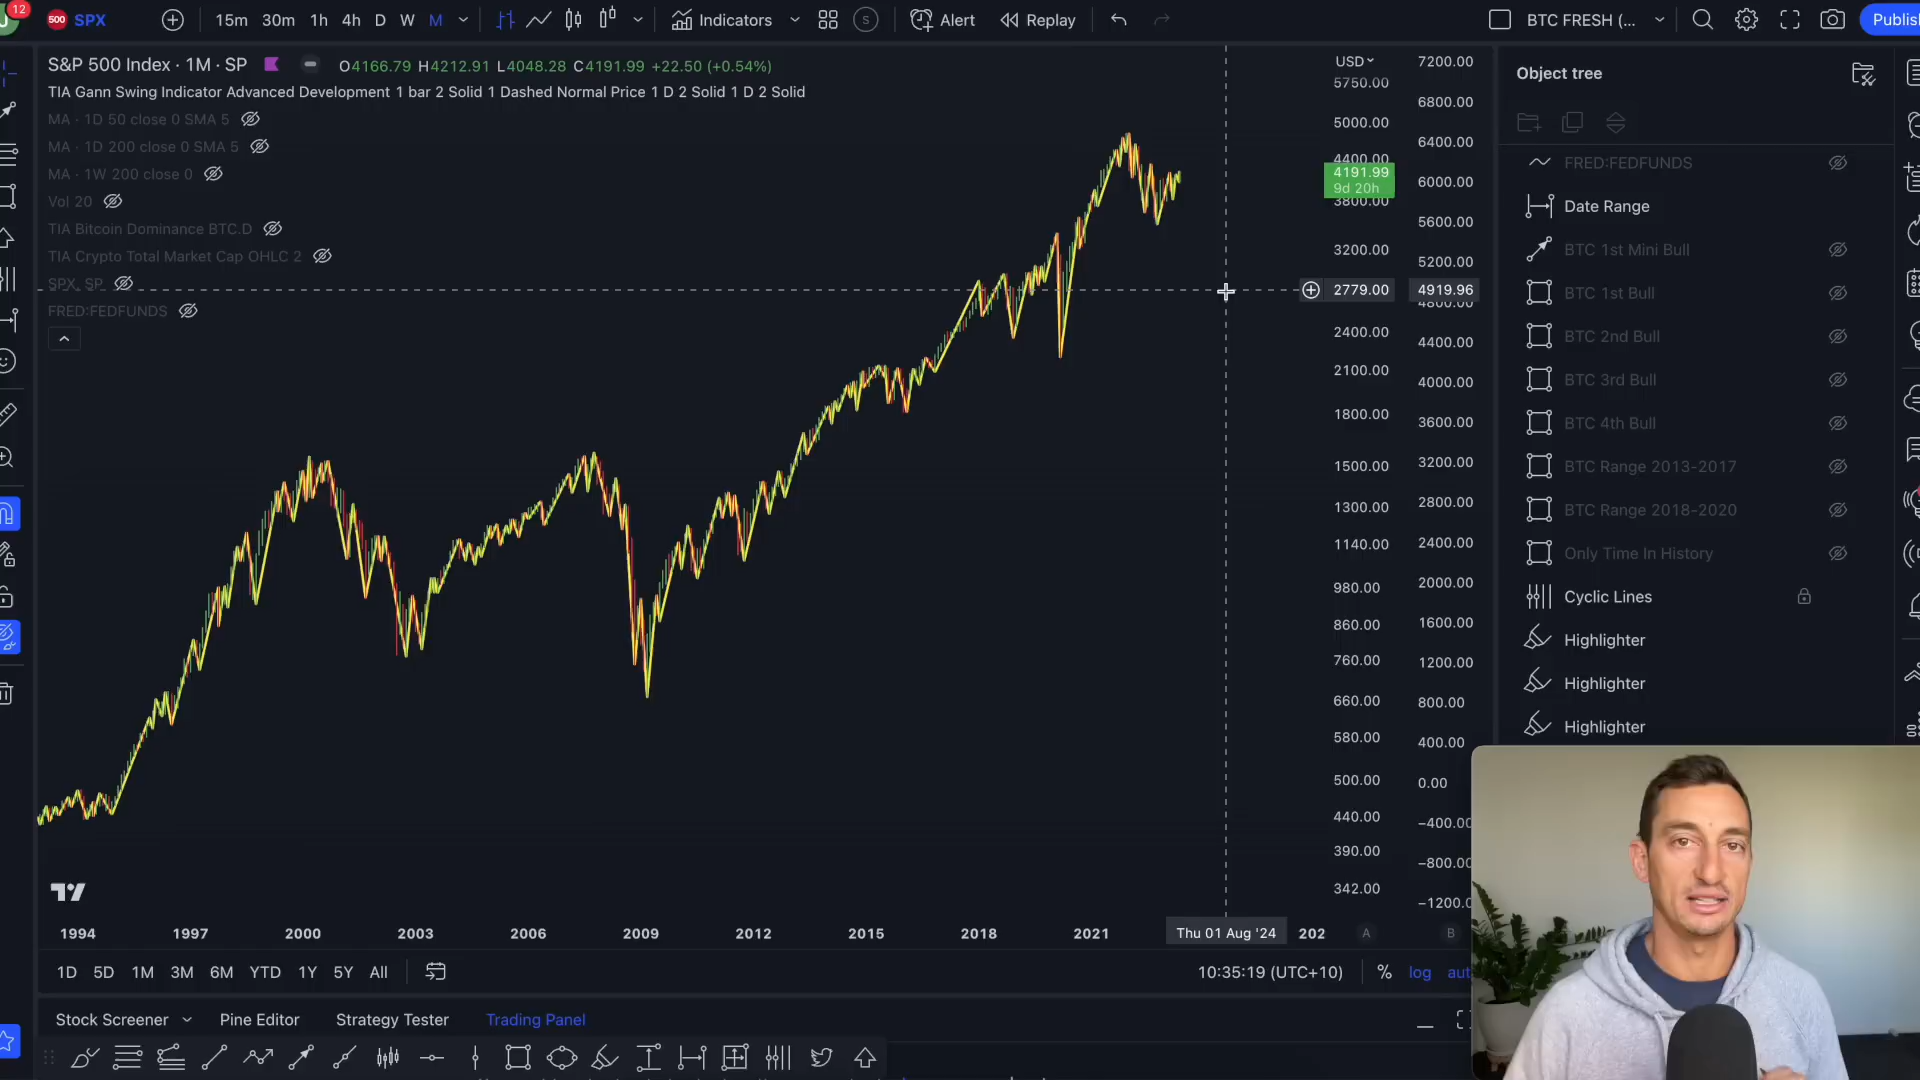 12
500 SPX 15m 30m 1h 4h D W M Indicators S Alert Replay BTC FRESH (... Publis
S&P 500 Index · 1M · SP O4166.79 H4212.91 L4048.28 C4191.99 +22.50 (+0.54%)
TIA Gann Swing Indicator Advanced Development 1 bar 2 Solid 1 Dashed Normal Price 1 D 2 Solid 1 D 2 Solid
MA · 1D 50 close 0 SMA 5
MA · 1D 200 close 0 SMA 5
MA · 1W 200 close 0
Vol 20
TIA Bitcoin Dominance BTC.D
TIA Crypto Total Market Cap OHLC 2
SPX, SP
FRED:FEDFUNDS
USD
5750.00
5000.00
4400.00
4191.99
9d 20h
3800.00
3200.00
2779.00
2400.00
2100.00
1800.00
1500.00
1300.00
1140.00
980.00
860.00
760.00
660.00
580.00
500.00
440.00
390.00
342.00
7200.00
6800.00
6400.00
6000.00
5600.00
5200.00
4919.96
4800.00
4400.00
4000.00
3600.00
3200.00
2800.00
2400.00
2000.00
1600.00
1200.00
800.00
400.00
0.00
−400.00
−800.00
−1200.0
Object tree
FRED:FEDFUNDS
Date Range
BTC 1st Mini Bull
BTC 1st Bull
BTC 2nd Bull
BTC 3rd Bull
BTC 4th Bull
BTC Range 2013-2017
BTC Range 2018-2020
Only Time In History
Cyclic Lines
Highlighter
Highlighter
Highlighter
1994 1997 2000 2003 2006 2009 2012 2015 2018 2021 Thu 01 Aug '24 202 A B
1D 5D 1M 3M 6M YTD 1Y 5Y All 10:35:19 (UTC+10) % log aut
Stock Screener Pine Editor Strategy Tester Trading Panel